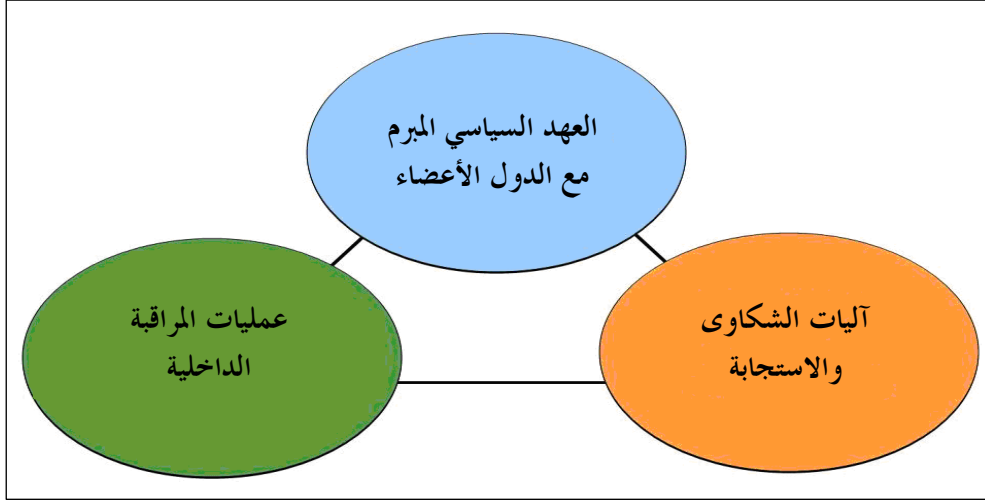 العهد السياسي المبرم
مع الدول الأعضاء
آليات الشكاوى
والاستجابة
عمليات المراقبة
الداخلية